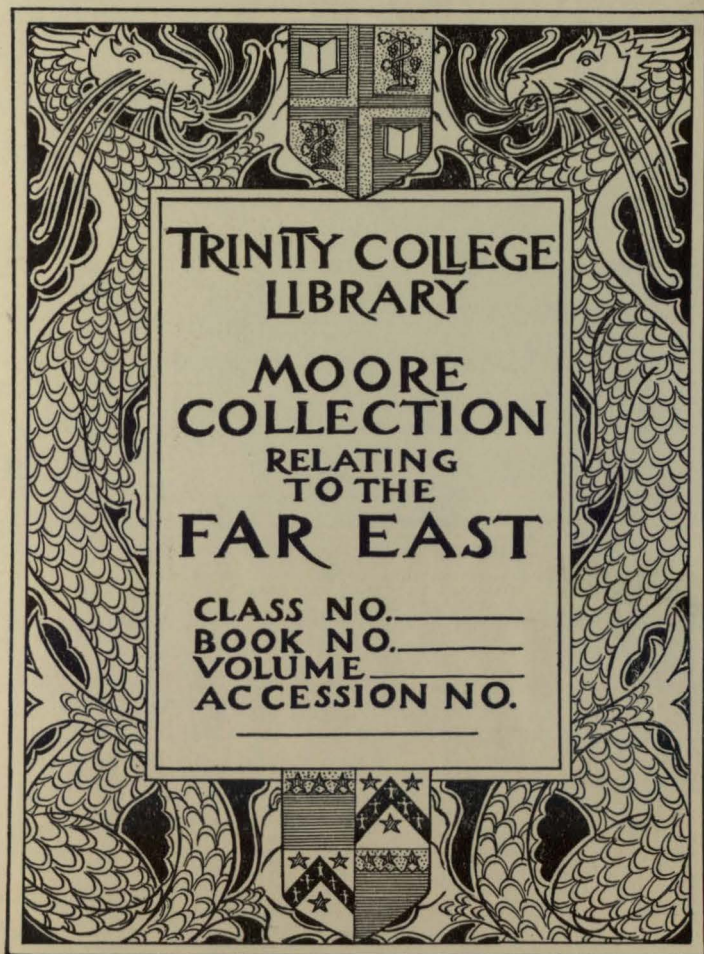 TRINITY COLLEGE
LIBRARY
MOORE
COLLECTION
RELATING
TO THE
FAR EAST
CLASS NO.
BOOK NO.
VOLUME
ACCESSION NO.